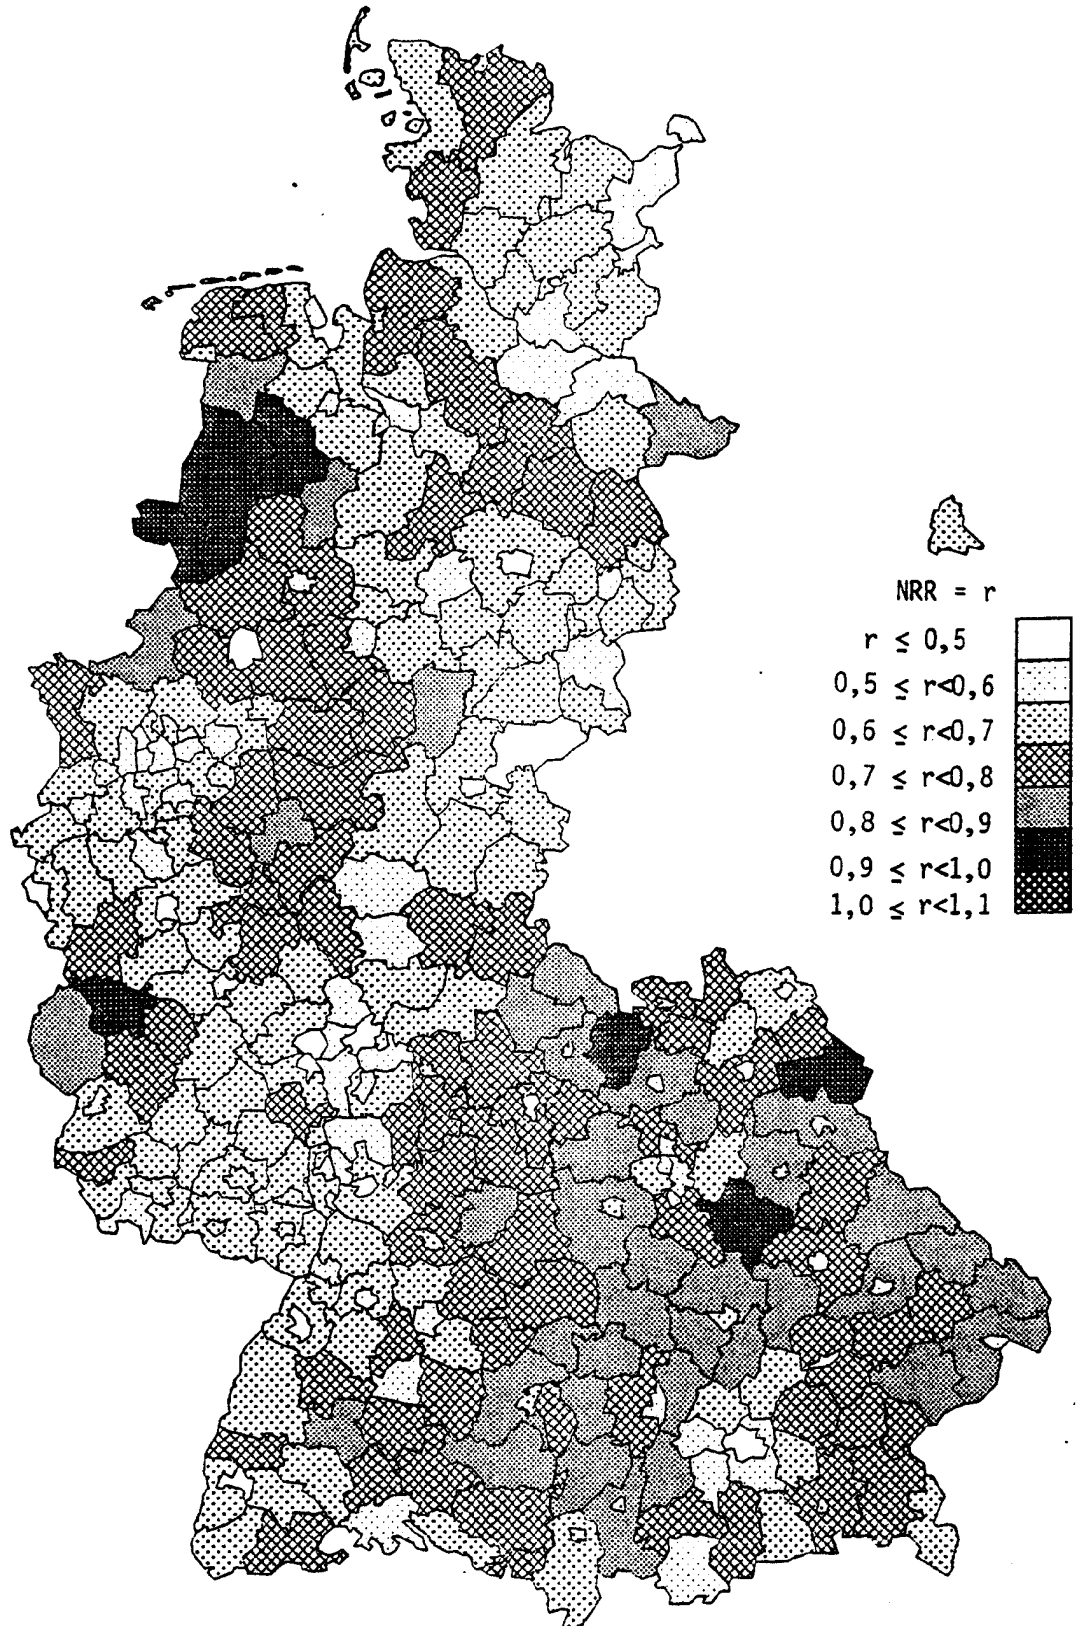 NRR = r
r ≤ 0,5
0,5 ≤ r<0,6
0,6 ≤ r<0,7
0,7 ≤ r<0,8
0,8 ≤ r<0,9
0,9 ≤ r<1,0
1,0 ≤ r<1,1